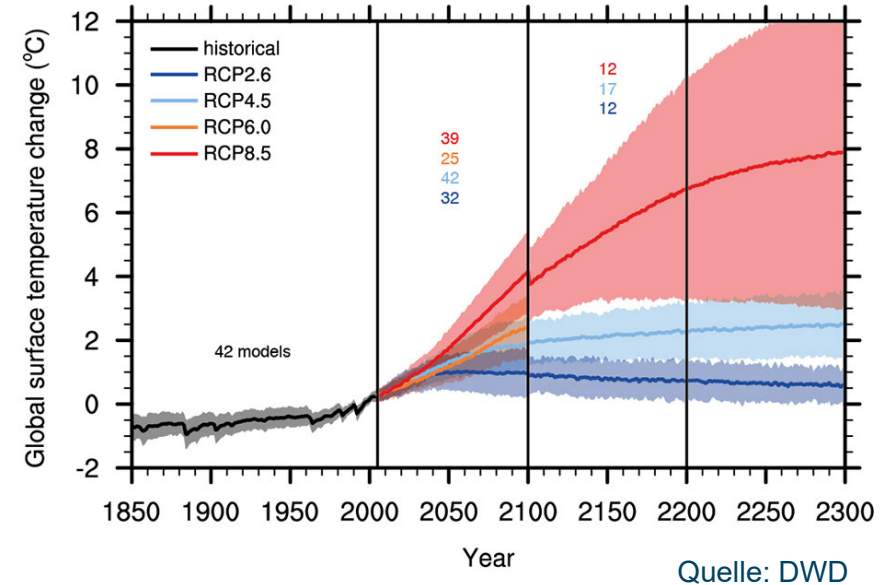 Global surface temperature change (°C)
12
10
8
6
4
2
0
-2
historical
RCP2.6
RCP4.5
RCP6.0
RCP8.5
42 models
39
25
42
32
12
17
12
1850 1900 1950 2000 2050 2100 2150 2200 2250 2300
Year
Quelle: DWD